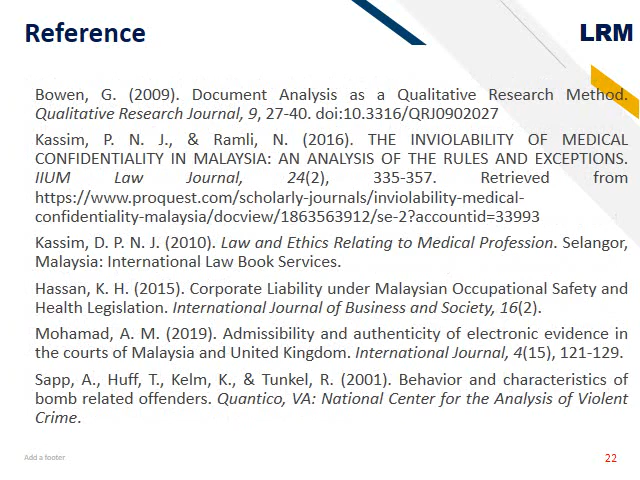 Reference
LRM
Bowen, G. (2009). Document Analysis as a Qualitative Research Method.
Qualitative Research Journal, 9, 27-40. doi:10.3316/QRJ0902027
Kassim, P. N. J., & Ramli, N. (2016). THE INVIOLABILITY OF MEDICAL
CONFIDENTIALITY IN MALAYSIA: AN ANALYSIS OF THE RULES AND EXCEPTIONS.
IIUM Law Journal, 24(2), 335-357. Retrieved from
https://www.proquest.com/scholarly-journals/inviolability-medical-
confidentiality-malaysia/docview/1863563912/se-2?accountid=33993
Kassim, D. P. N. J. (2010). Law and Ethics Relating to Medical Profession. Selangor,
Malaysia: International Law Book Services.
Hassan, K. H. (2015). Corporate Liability under Malaysian Occupational Safety and
Health Legislation. International Journal of Business and Society, 16(2).
Mohamad, A. M. (2019). Admissibility and authenticity of electronic evidence in
the courts of Malaysia and United Kingdom. International Journal, 4(15), 121-129.
Sapp, A., Huff, T., Kelm, K., & Tunkel, R. (2001). Behavior and characteristics of
bomb related offenders. Quantico, VA: National Center for the Analysis of Violent
Crime.
Add a footer
22